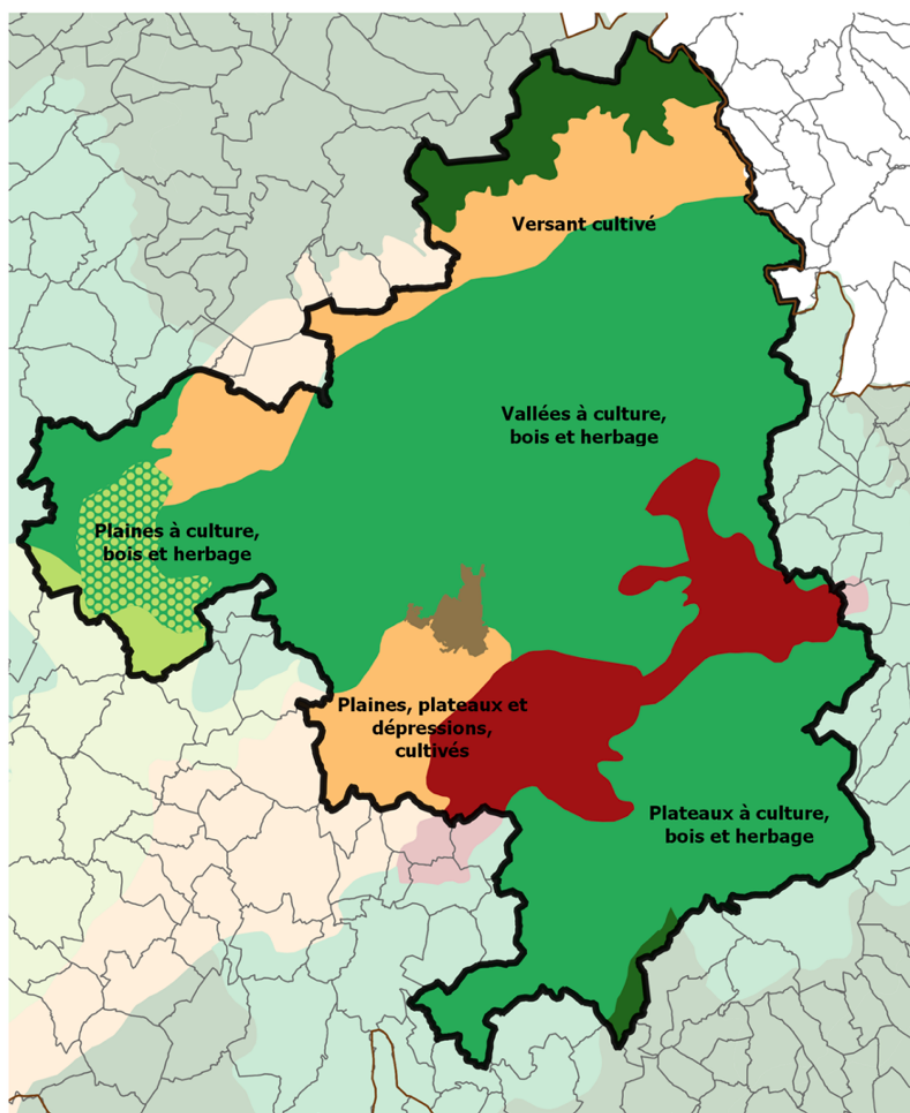 Versant cultivé
Vallées à culture,
bois et herbage
Plaines à culture,
bois et herbage
Plaines, plateaux et
dépressions,
cultivés
Plateaux à culture,
bois et herbage